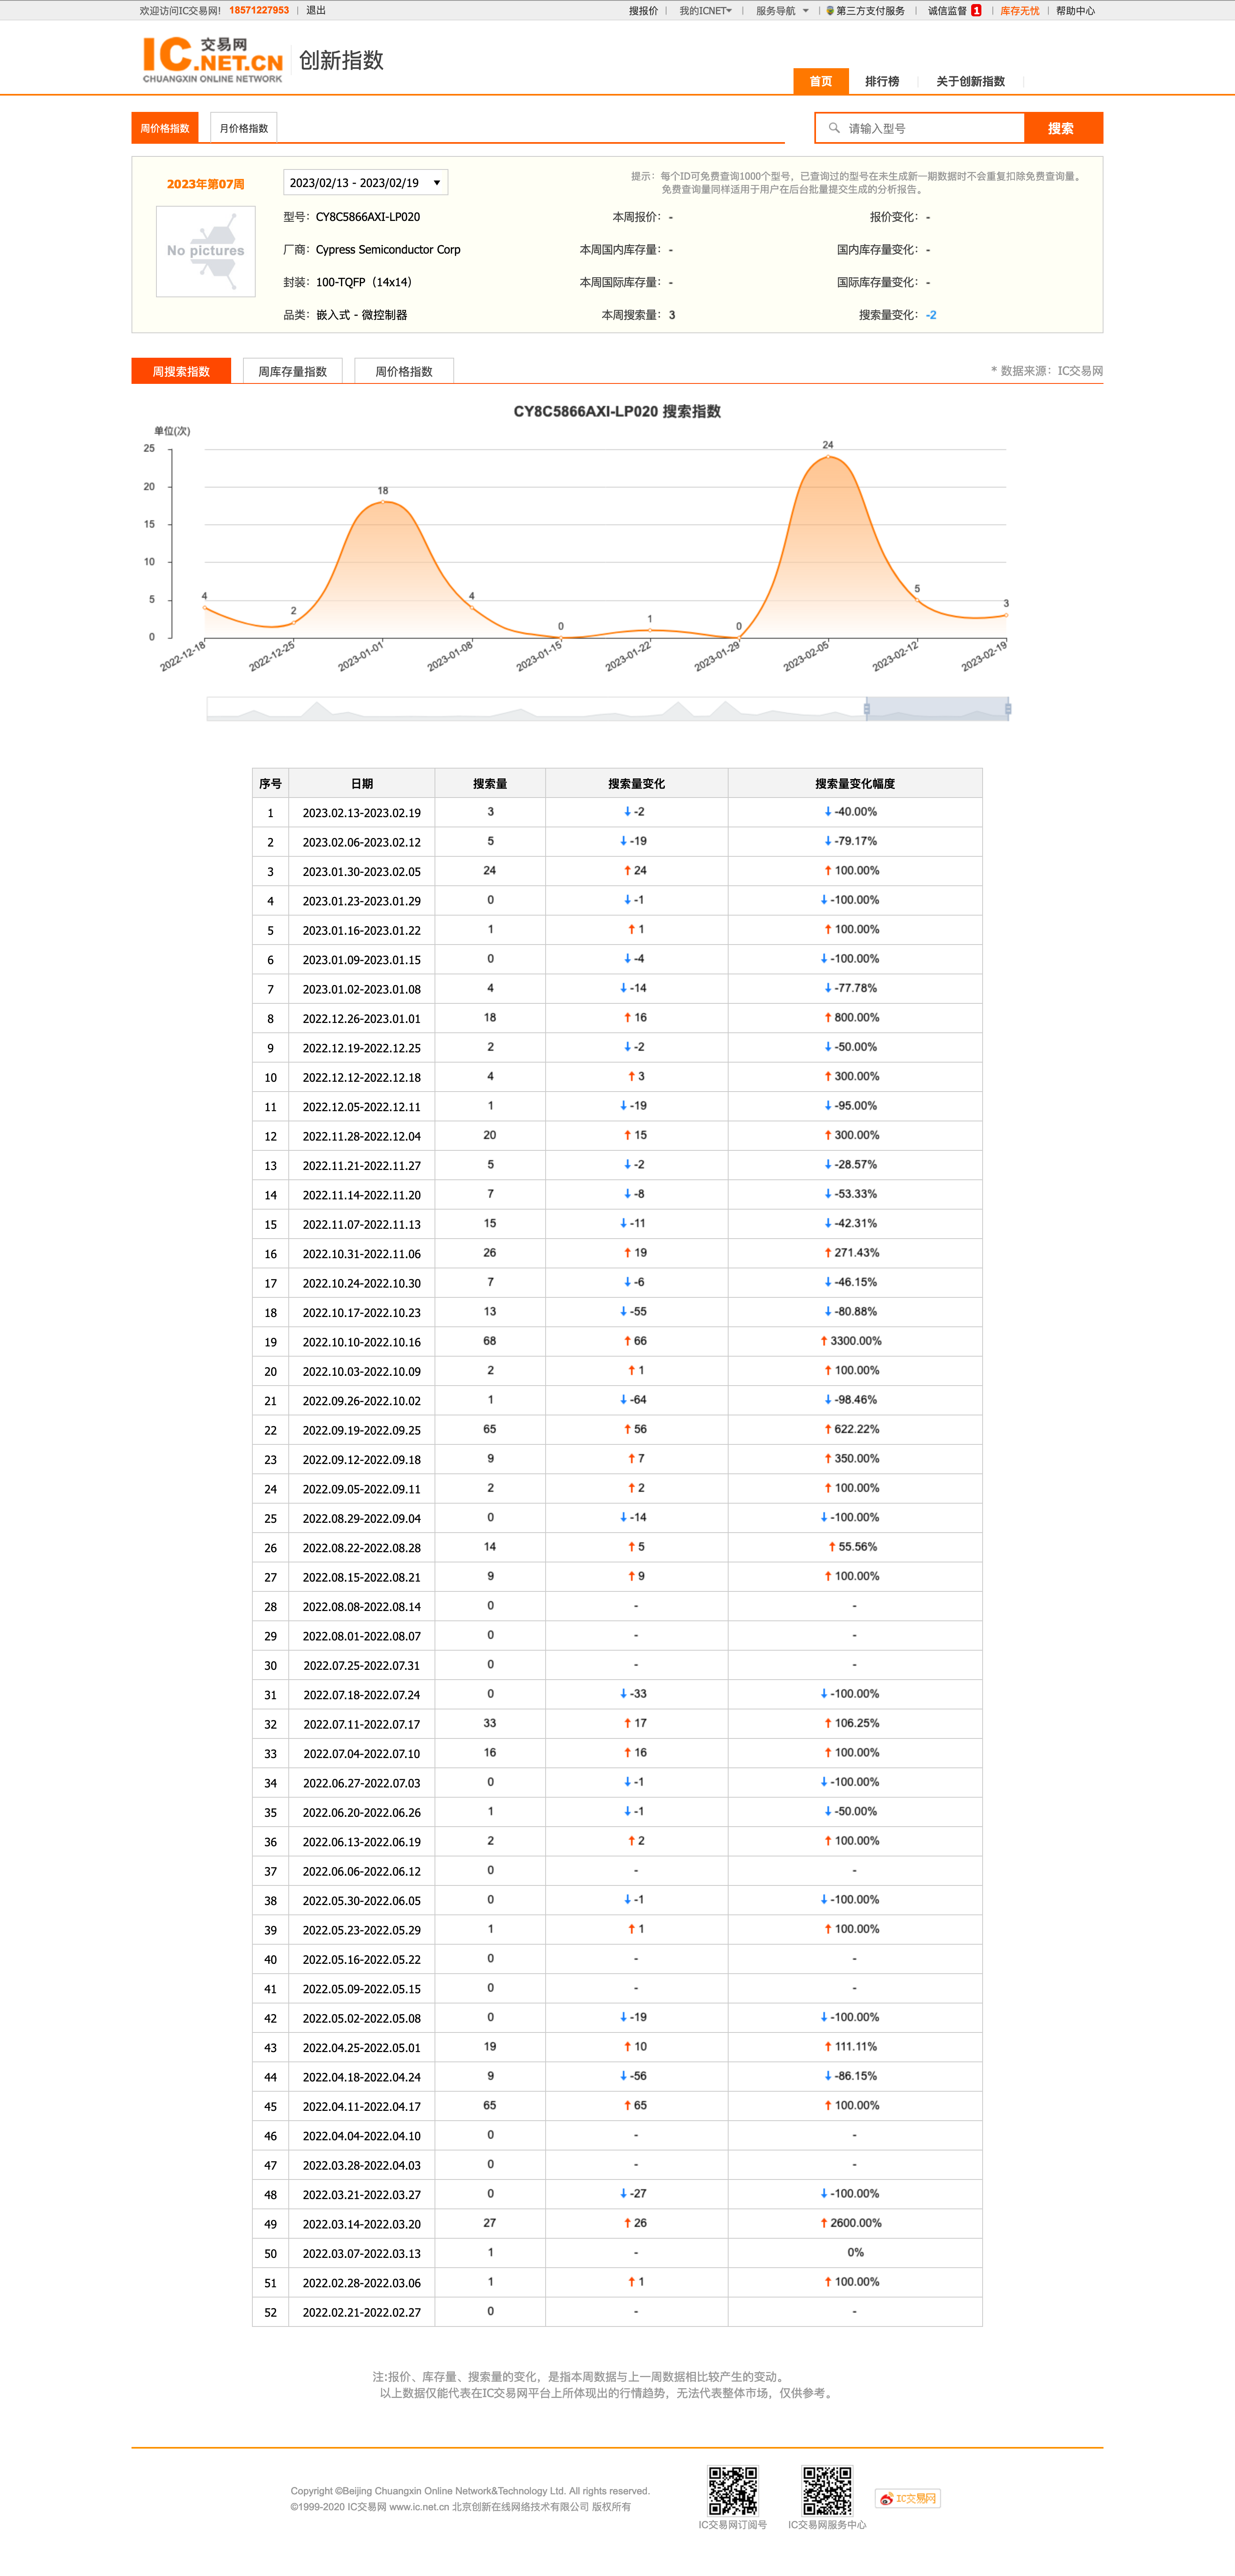 欢迎访问IC交易网! 18571227953 | 退出
搜报价 | 我的ICNET | 服务导航 | 第三方支付服务 | 诚信监督 1 | 库存无忧 | 帮助中心
IC交易网
.NET.CN
CHUANGXIN ONLINE NETWORK
创新指数
首页 排行榜 关于创新指数
周价格指数 月价格指数
请输入型号 搜索
2023年第07周
2023/02/13 - 2023/02/19
提示：每个ID可免费查询1000个型号，已查询过的型号在未生成新一期数据时不会重复扣除免费查询量。
免费查询量同样适用于用户在后台批量提交生成的分析报告。
No pictures
型号：CY8C5866AXI-LP020 本周报价：- 报价变化：-
厂商：Cypress Semiconductor Corp 本周国内库存量：- 国内库存量变化：-
封装：100-TQFP（14x14） 本周国际库存量：- 国际库存量变化：-
品类：嵌入式 - 微控制器 本周搜索量：3 搜索量变化：-2
周搜索指数 周库存量指数 周价格指数
* 数据来源：IC交易网
CY8C5866AXI-LP020 搜索指数
单位(次)
25
20
15
10
5
0
4 2 18 4 0 1 0 24 5 3
2022-12-18 2022-12-25 2023-01-01 2023-01-08 2023-01-15 2023-01-22 2023-01-29 2023-02-05 2023-02-12 2023-02-19
序号 日期 搜索量 搜索量变化 搜索量变化幅度
1 2023.02.13-2023.02.19 3 ↓-2 ↓-40.00%
2 2023.02.06-2023.02.12 5 ↓-19 ↓-79.17%
3 2023.01.30-2023.02.05 24 ↑24 ↑100.00%
4 2023.01.23-2023.01.29 0 ↓-1 ↓-100.00%
5 2023.01.16-2023.01.22 1 ↑1 ↑100.00%
6 2023.01.09-2023.01.15 0 ↓-4 ↓-100.00%
7 2023.01.02-2023.01.08 4 ↓-14 ↓-77.78%
8 2022.12.26-2023.01.01 18 ↑16 ↑800.00%
9 2022.12.19-2022.12.25 2 ↓-2 ↓-50.00%
10 2022.12.12-2022.12.18 4 ↑3 ↑300.00%
11 2022.12.05-2022.12.11 1 ↓-19 ↓-95.00%
12 2022.11.28-2022.12.04 20 ↑15 ↑300.00%
13 2022.11.21-2022.11.27 5 ↓-2 ↓-28.57%
14 2022.11.14-2022.11.20 7 ↓-8 ↓-53.33%
15 2022.11.07-2022.11.13 15 ↓-11 ↓-42.31%
16 2022.10.31-2022.11.06 26 ↑19 ↑271.43%
17 2022.10.24-2022.10.30 7 ↓-6 ↓-46.15%
18 2022.10.17-2022.10.23 13 ↓-55 ↓-80.88%
19 2022.10.10-2022.10.16 68 ↑66 ↑3300.00%
20 2022.10.03-2022.10.09 2 ↑1 ↑100.00%
21 2022.09.26-2022.10.02 1 ↓-64 ↓-98.46%
22 2022.09.19-2022.09.25 65 ↑56 ↑622.22%
23 2022.09.12-2022.09.18 9 ↑7 ↑350.00%
24 2022.09.05-2022.09.11 2 ↑2 ↑100.00%
25 2022.08.29-2022.09.04 0 ↓-14 ↓-100.00%
26 2022.08.22-2022.08.28 14 ↑5 ↑55.56%
27 2022.08.15-2022.08.21 9 ↑9 ↑100.00%
28 2022.08.08-2022.08.14 0 - -
29 2022.08.01-2022.08.07 0 - -
30 2022.07.25-2022.07.31 0 - -
31 2022.07.18-2022.07.24 0 ↓-33 ↓-100.00%
32 2022.07.11-2022.07.17 33 ↑17 ↑106.25%
33 2022.07.04-2022.07.10 16 ↑16 ↑100.00%
34 2022.06.27-2022.07.03 0 ↓-1 ↓-100.00%
35 2022.06.20-2022.06.26 1 ↓-1 ↓-50.00%
36 2022.06.13-2022.06.19 2 ↑2 ↑100.00%
37 2022.06.06-2022.06.12 0 - -
38 2022.05.30-2022.06.05 0 ↓-1 ↓-100.00%
39 2022.05.23-2022.05.29 1 ↑1 ↑100.00%
40 2022.05.16-2022.05.22 0 - -
41 2022.05.09-2022.05.15 0 - -
42 2022.05.02-2022.05.08 0 ↓-19 ↓-100.00%
43 2022.04.25-2022.05.01 19 ↑10 ↑111.11%
44 2022.04.18-2022.04.24 9 ↓-56 ↓-86.15%
45 2022.04.11-2022.04.17 65 ↑65 ↑100.00%
46 2022.04.04-2022.04.10 0 - -
47 2022.03.28-2022.04.03 0 - -
48 2022.03.21-2022.03.27 0 ↓-27 ↓-100.00%
49 2022.03.14-2022.03.20 27 ↑26 ↑2600.00%
50 2022.03.07-2022.03.13 1 - 0%
51 2022.02.28-2022.03.06 1 ↑1 ↑100.00%
52 2022.02.21-2022.02.27 0 - -
注:报价、库存量、搜索量的变化，是指本周数据与上一周数据相比较产生的变动。
以上数据仅能代表在IC交易网平台上所体现出的行情趋势，无法代表整体市场，仅供参考。
Copyright ©Beijing Chuangxin Online Network&Technology Ltd. All rights reserved.
©1999-2020 IC交易网 www.ic.net.cn 北京创新在线网络技术有限公司 版权所有
IC交易网订阅号 IC交易网服务中心
IC交易网